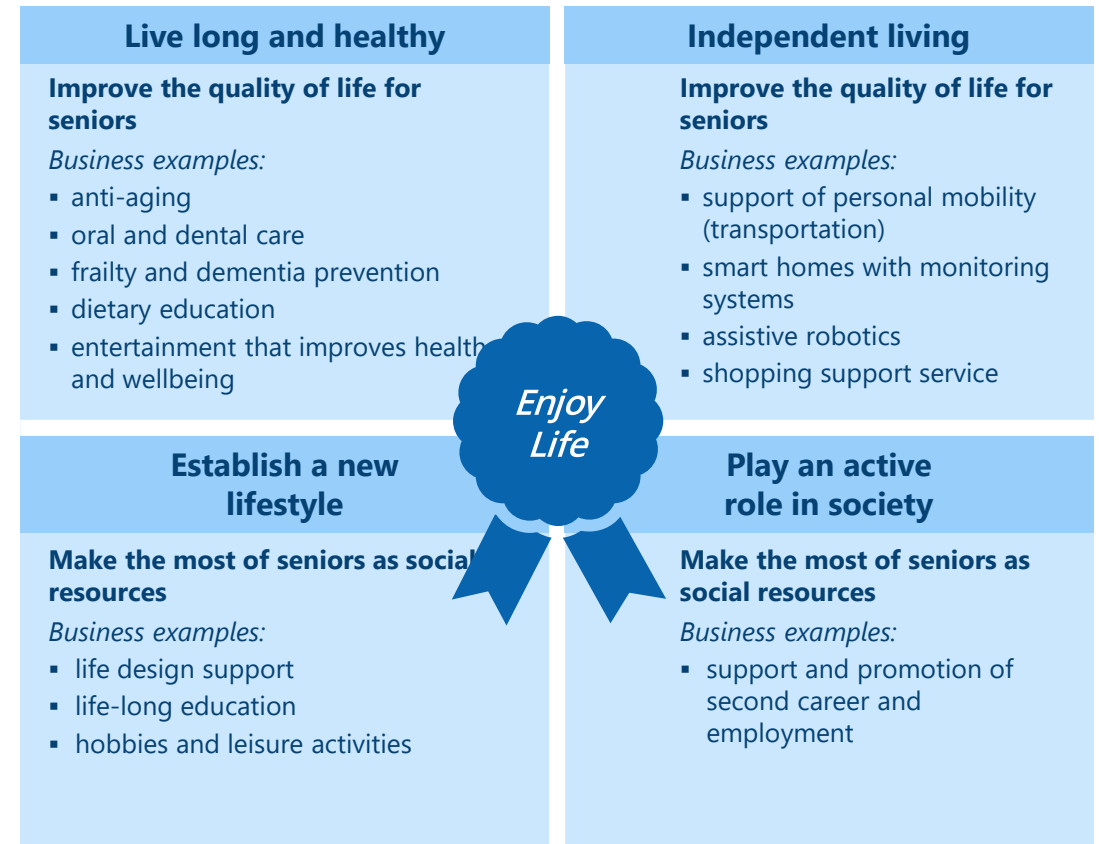 Live long and healthy
Improve the quality of life for
seniors
Business examples:
▪ anti-aging
▪ oral and dental care
▪ frailty and dementia prevention
▪ dietary education
▪ entertainment that improves health
and wellbeing
Independent living
Improve the quality of life for
seniors
Business examples:
▪ support of personal mobility
(transportation)
▪ smart homes with monitoring
systems
▪ assistive robotics
▪ shopping support service
Enjoy
Life
Establish a new
lifestyle
Make the most of seniors as social
resources
Business examples:
▪ life design support
▪ life-long education
▪ hobbies and leisure activities
Play an active
role in society
Make the most of seniors as
social resources
Business examples:
▪ support and promotion of
second career and
employment